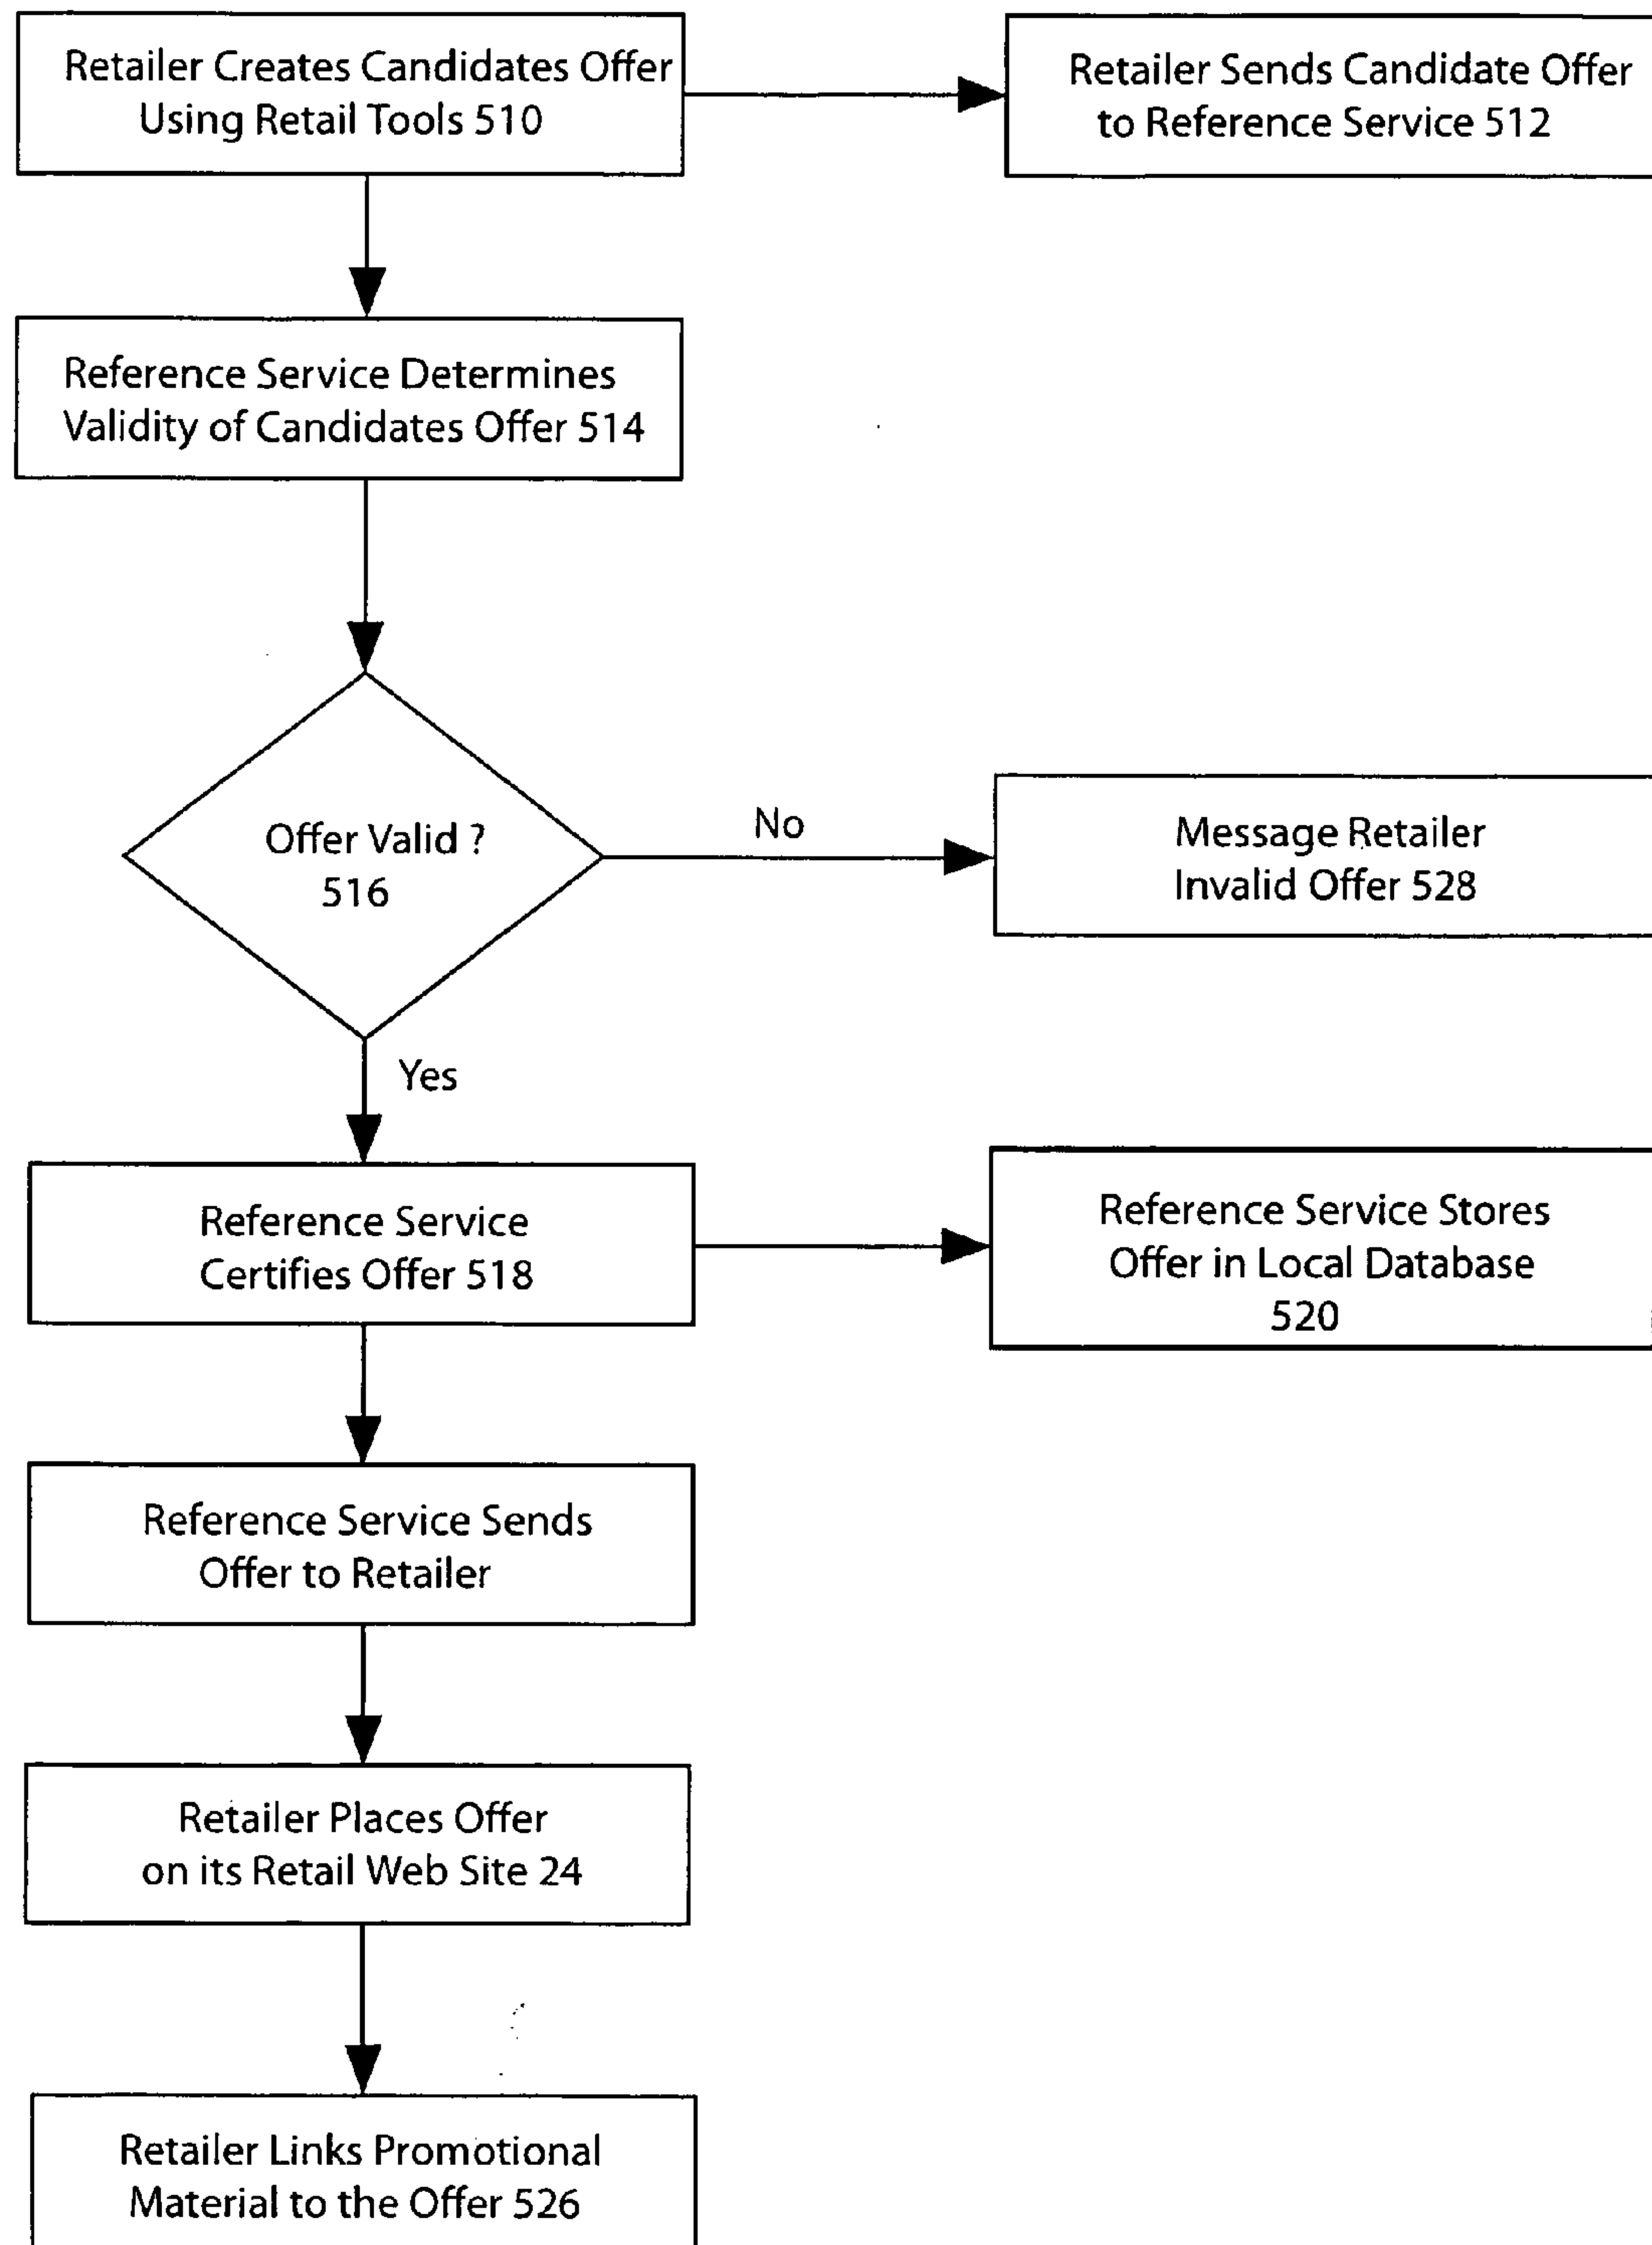 Retailer Creates Candidates Offer
Using Retail Tools 510
Retailer Sends Candidate Offer
to Reference Service 512
Reference Service Determines
Validity of Candidates Offer 514
Offer Valid ?
516
No
Message Retailer
Invalid Offer 528
Yes
Reference Service
Certifies Offer 518
Reference Service Stores
Offer in Local Database
520
Reference Service Sends
Offer to Retailer
Retailer Places Offer
on its Retail Web Site 24
Retailer Links Promotional
Material to the Offer 526